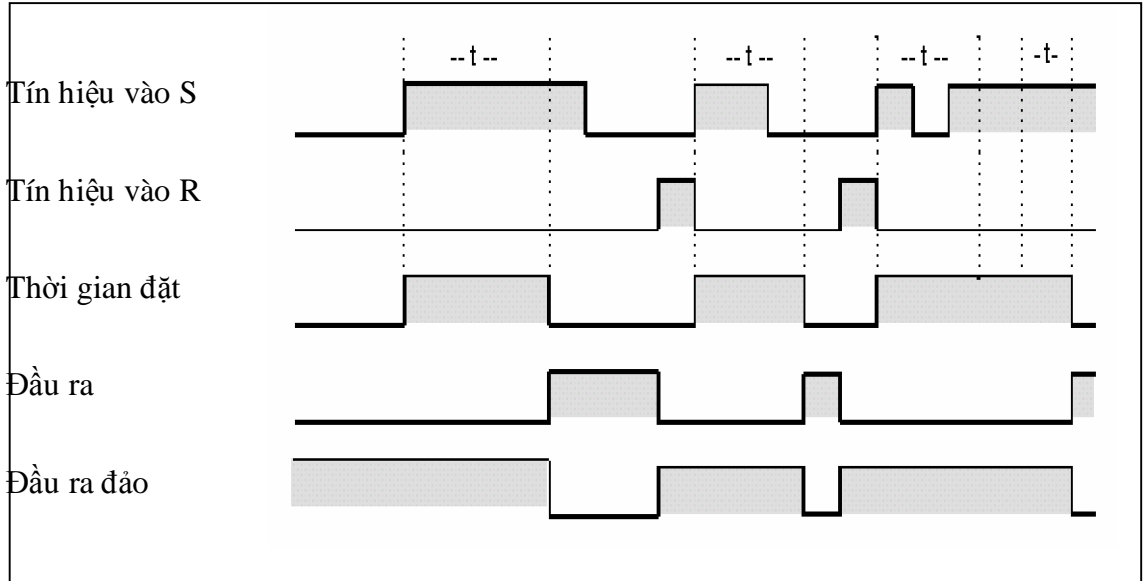 -- t -- -- t -- -- t -- -t-
Tín hiệu vào S
Tín hiệu vào R
Thời gian đặt
Đầu ra
Đầu ra đảo